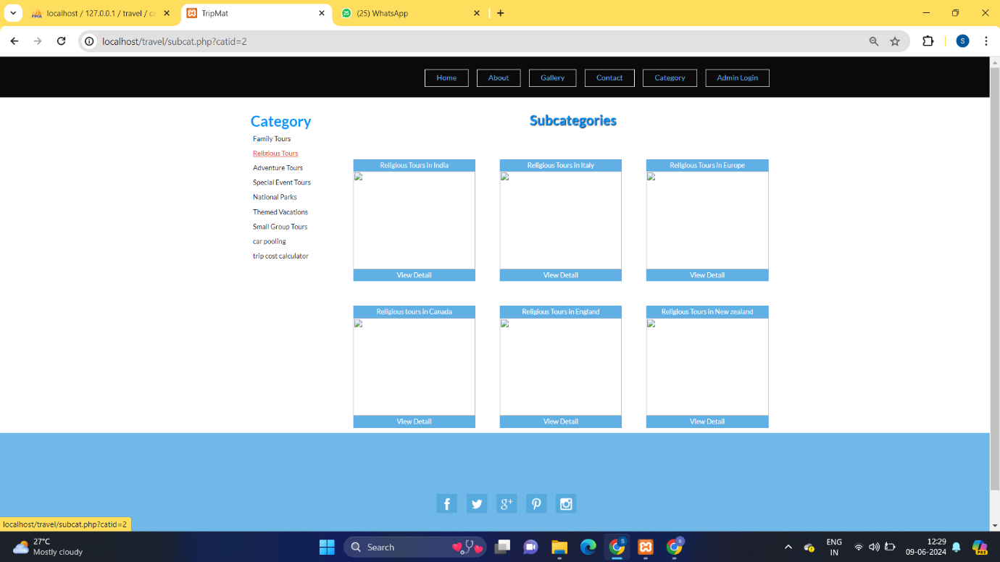 localhost / 127.0.0.1 / travel / ca
TripMat
(25) WhatsApp
localhost/travel/subcat.php?catid=2
S
Home About Gallery Contact Category Admin Login
Category
Family Tours
Religious Tours
Adventure Tours
Special Event Tours
National Parks
Themed Vacations
Small Group Tours
car pooling
trip cost calculator
Subcategories
Religious Tours in India Religious Tours in Italy Religious Tours in Europe
View Detail View Detail View Detail
Religious tours in Canada Religious Tours in England Religious Tours in New zealand
View Detail View Detail View Detail
localhost/travel/subcat.php?catid=2
27°C
Mostly cloudy
Search
ENG
IN
12:29
09-06-2024